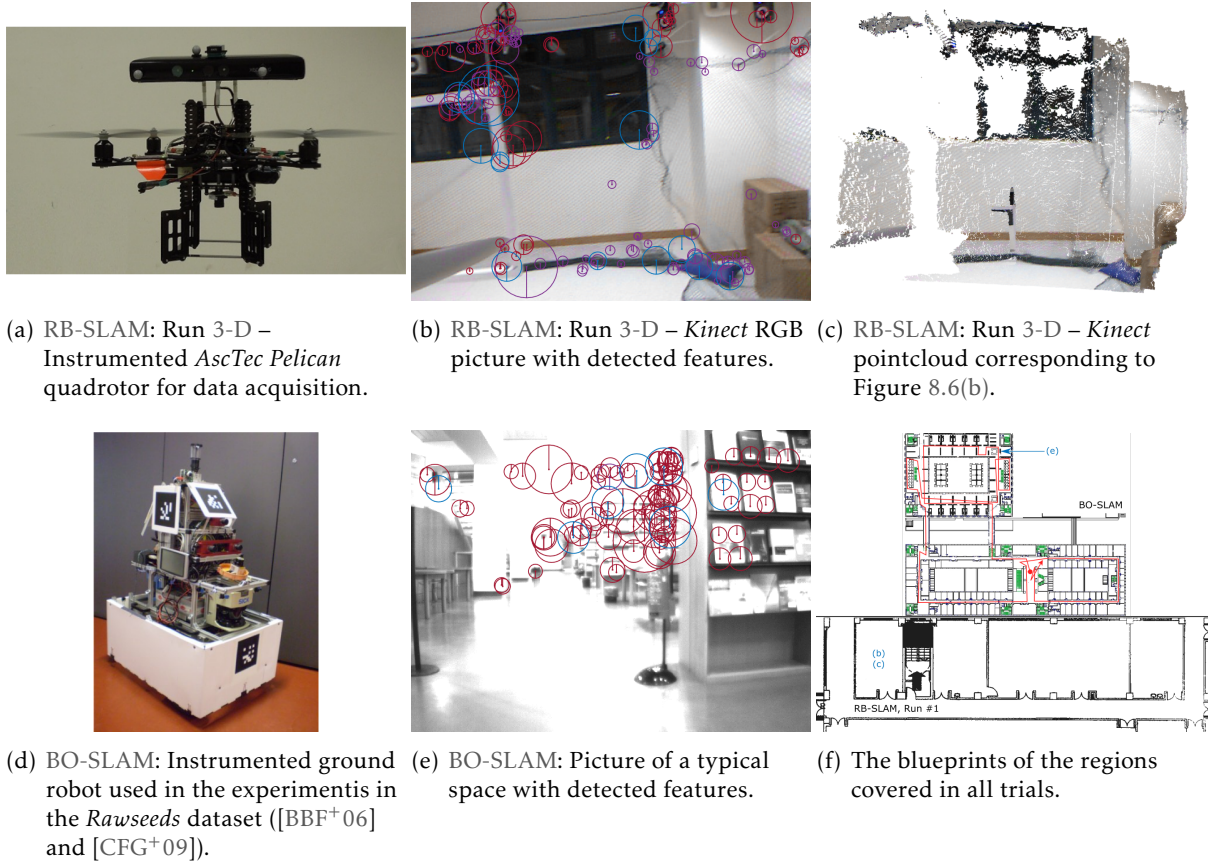 (a) RB-SLAM: Run 3-D –
Instrumented AscTec Pelican
quadrotor for data acquisition.
(b) RB-SLAM: Run 3-D – Kinect RGB
picture with detected features.
(c) RB-SLAM: Run 3-D – Kinect
pointcloud corresponding to
Figure 8.6(b).
(e)
BO-SLAM
(b)
(c)
RB-SLAM, Run #1
(d) BO-SLAM: Instrumented ground
robot used in the experimentis in
the Rawseeds dataset ([BBF+06]
and [CFG+09]).
(e) BO-SLAM: Picture of a typical
space with detected features.
(f) The blueprints of the regions
covered in all trials.